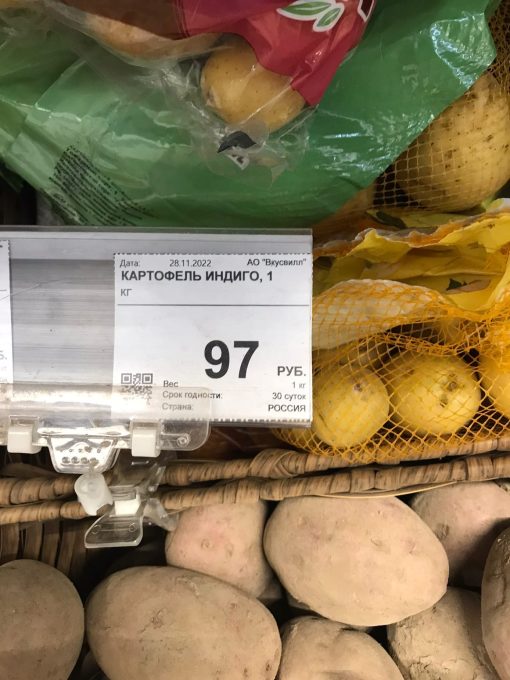 Дата: 28.11.2022 АО "Вкусвилл"
КАРТОФЕЛЬ ИНДИГО, 1
КГ
97
РУБ.
Вес 1 кг
Срок годности: 30 суток
Страна: РОССИЯ